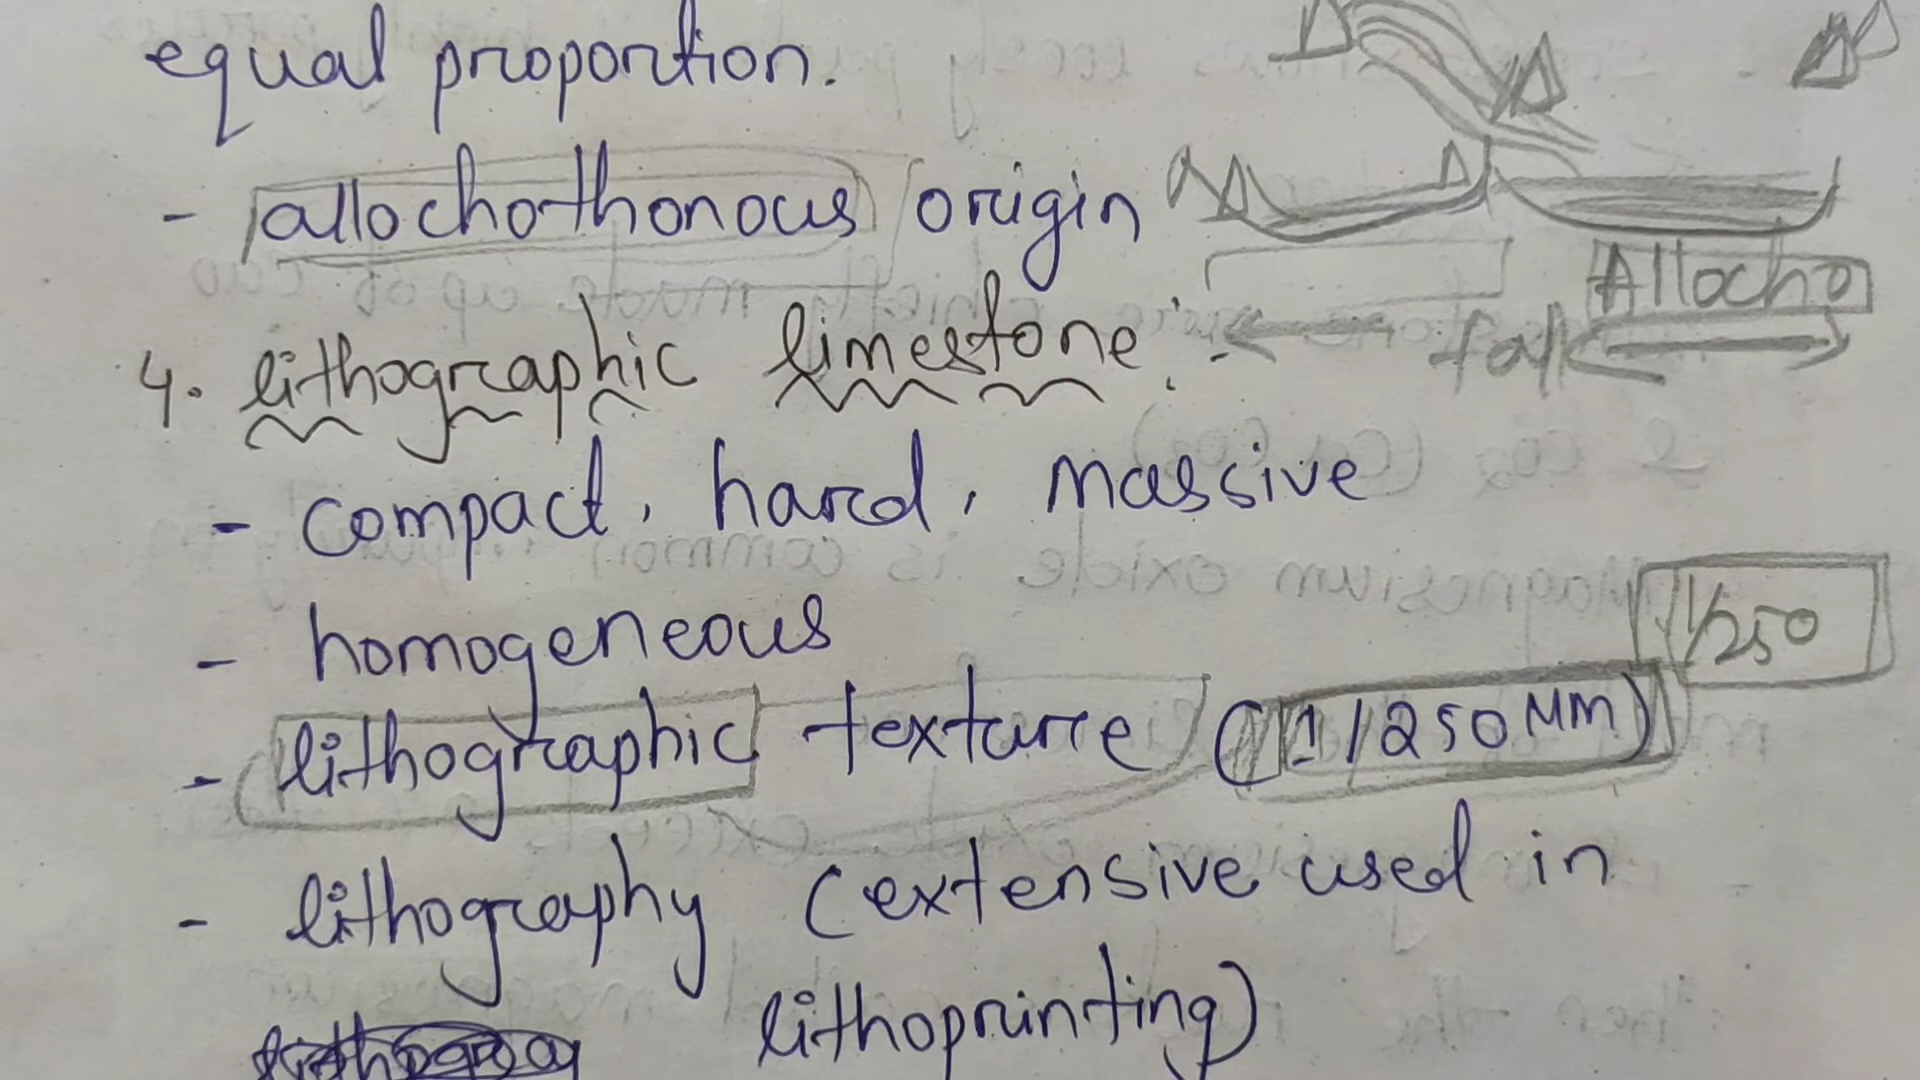 equal proportion.
- allochothonous origin
Allocho
4. lithographic limestone :-
- compact, hard, massive
- homogeneous
1/250
- lithographic texture (1/250 MM)
- lithography (extensive used in
lithoprinting)